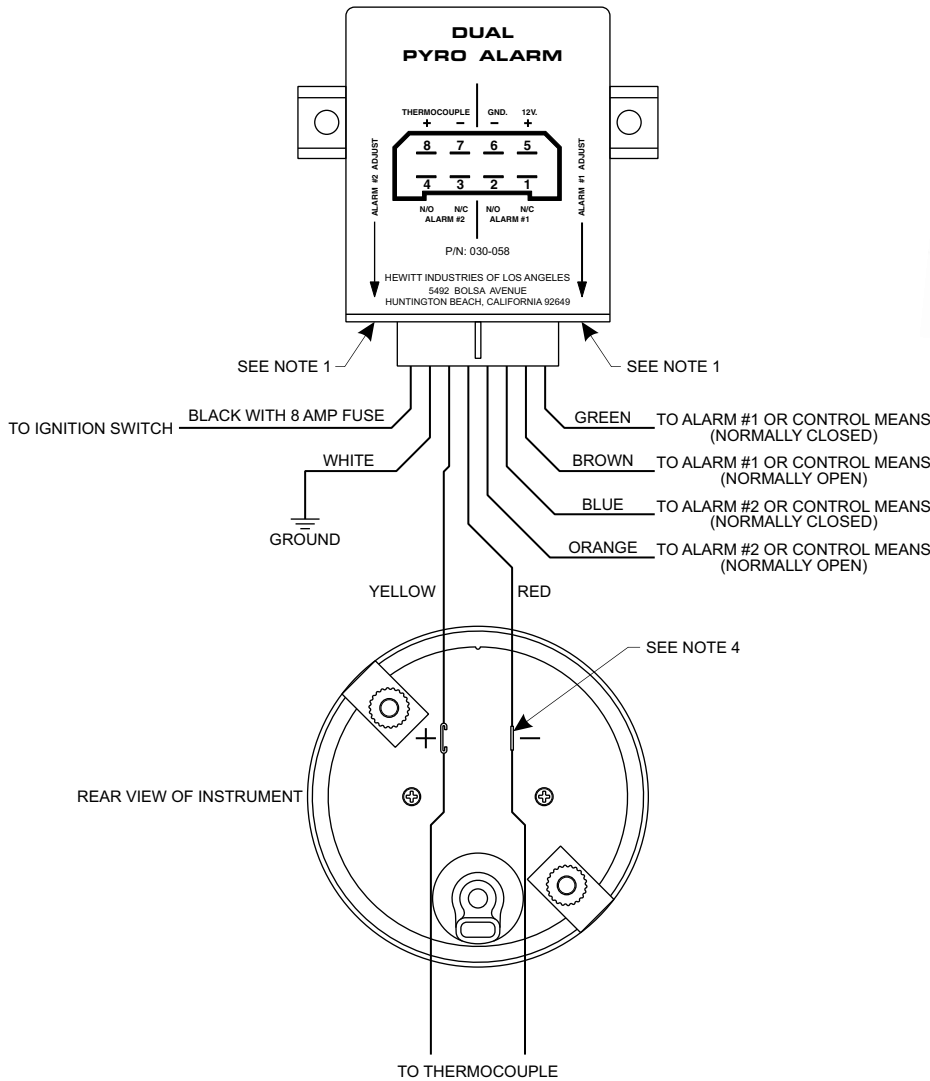 DUAL
PYRO ALARM
THERMOCOUPLE GND. 12V.
+ − − +
8 7 6 5
4 3 2 1
N/O N/C N/O N/C
ALARM #2 ALARM #1
ALARM #2 ADJUST
ALARM #1 ADJUST
P/N: 030-058
HEWITT INDUSTRIES OF LOS ANGELES
5492 BOLSA AVENUE
HUNTINGTON BEACH, CALIFORNIA 92649
SEE NOTE 1
SEE NOTE 1
TO IGNITION SWITCH
BLACK WITH 8 AMP FUSE
WHITE
GROUND
GREEN
TO ALARM #1 OR CONTROL MEANS
(NORMALLY CLOSED)
BROWN
TO ALARM #1 OR CONTROL MEANS
(NORMALLY OPEN)
BLUE
TO ALARM #2 OR CONTROL MEANS
(NORMALLY CLOSED)
ORANGE
TO ALARM #2 OR CONTROL MEANS
(NORMALLY OPEN)
YELLOW
RED
SEE NOTE 4
+ −
REAR VIEW OF INSTRUMENT
TO THERMOCOUPLE